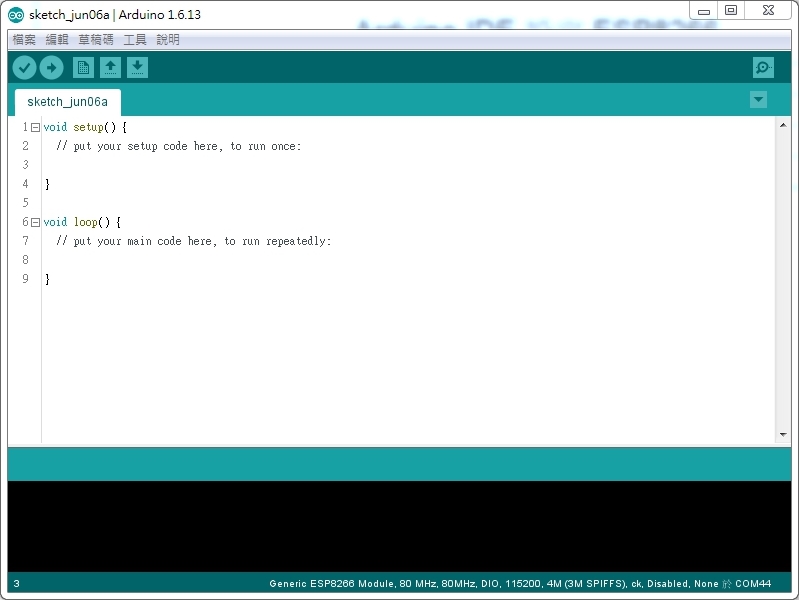 sketch_jun06a | Arduino 1.6.13
檔案 編輯 草稿碼 工具 說明
sketch_jun06a
1 void setup() {
2 // put your setup code here, to run once:
3
4 }
5
6 void loop() {
7 // put your main code here, to run repeatedly:
8
9 }
3 Generic ESP8266 Module, 80 MHz, 80MHz, DIO, 115200, 4M (3M SPIFFS), ck, Disabled, None 於 COM44